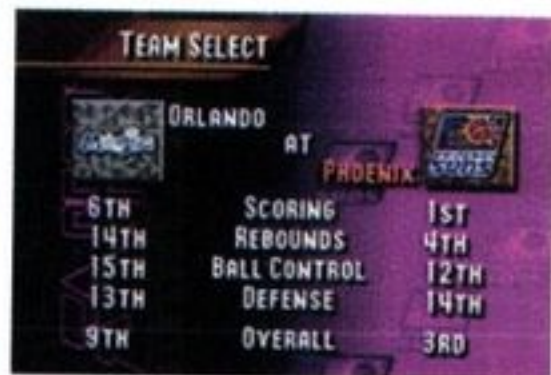 TEAM SELECT
ORLANDO
AT
PHOENIX
6TH SCORING 1ST
14TH REBOUNDS 4TH
15TH BALL CONTROL 12TH
13TH DEFENSE 14TH
9TH OVERALL 3RD